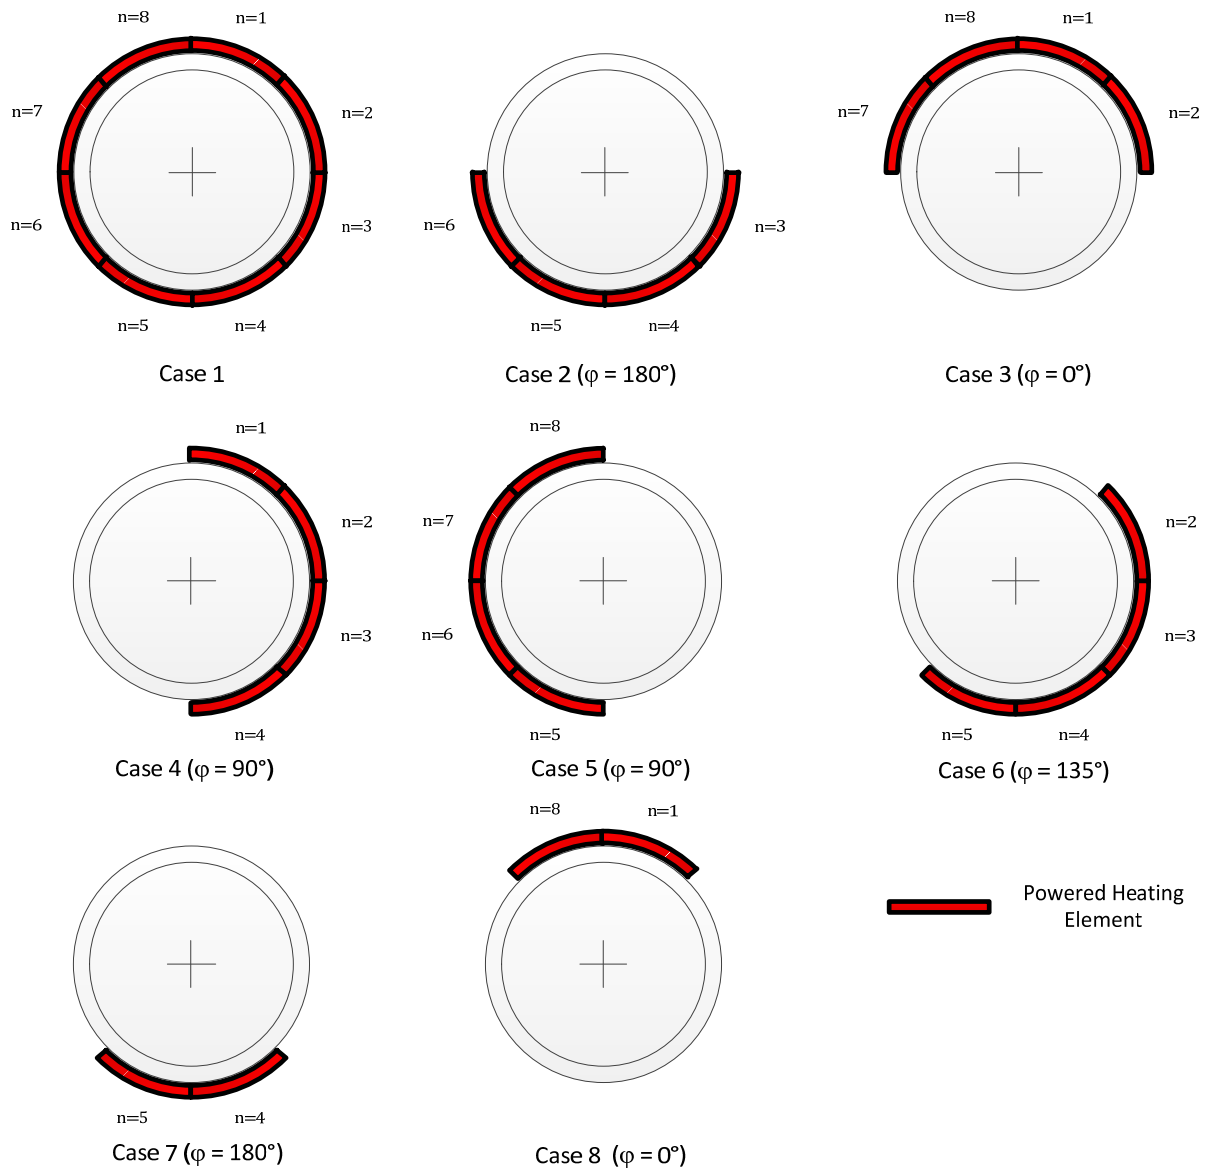 n=8 n=1
n=7 n=2
n=6 n=3
n=5 n=4
Case 1
n=6 n=3
n=5 n=4
Case 2 (φ = 180°)
n=8 n=1
n=7 n=2
Case 3 (φ = 0°)
n=1
n=2
n=3
n=4
Case 4 (φ = 90°)
n=8
n=7
n=6
n=5
Case 5 (φ = 90°)
n=2
n=3
n=5 n=4
Case 6 (φ = 135°)
n=5 n=4
Case 7 (φ = 180°)
n=8 n=1
Case 8 (φ = 0°)
Powered Heating
Element